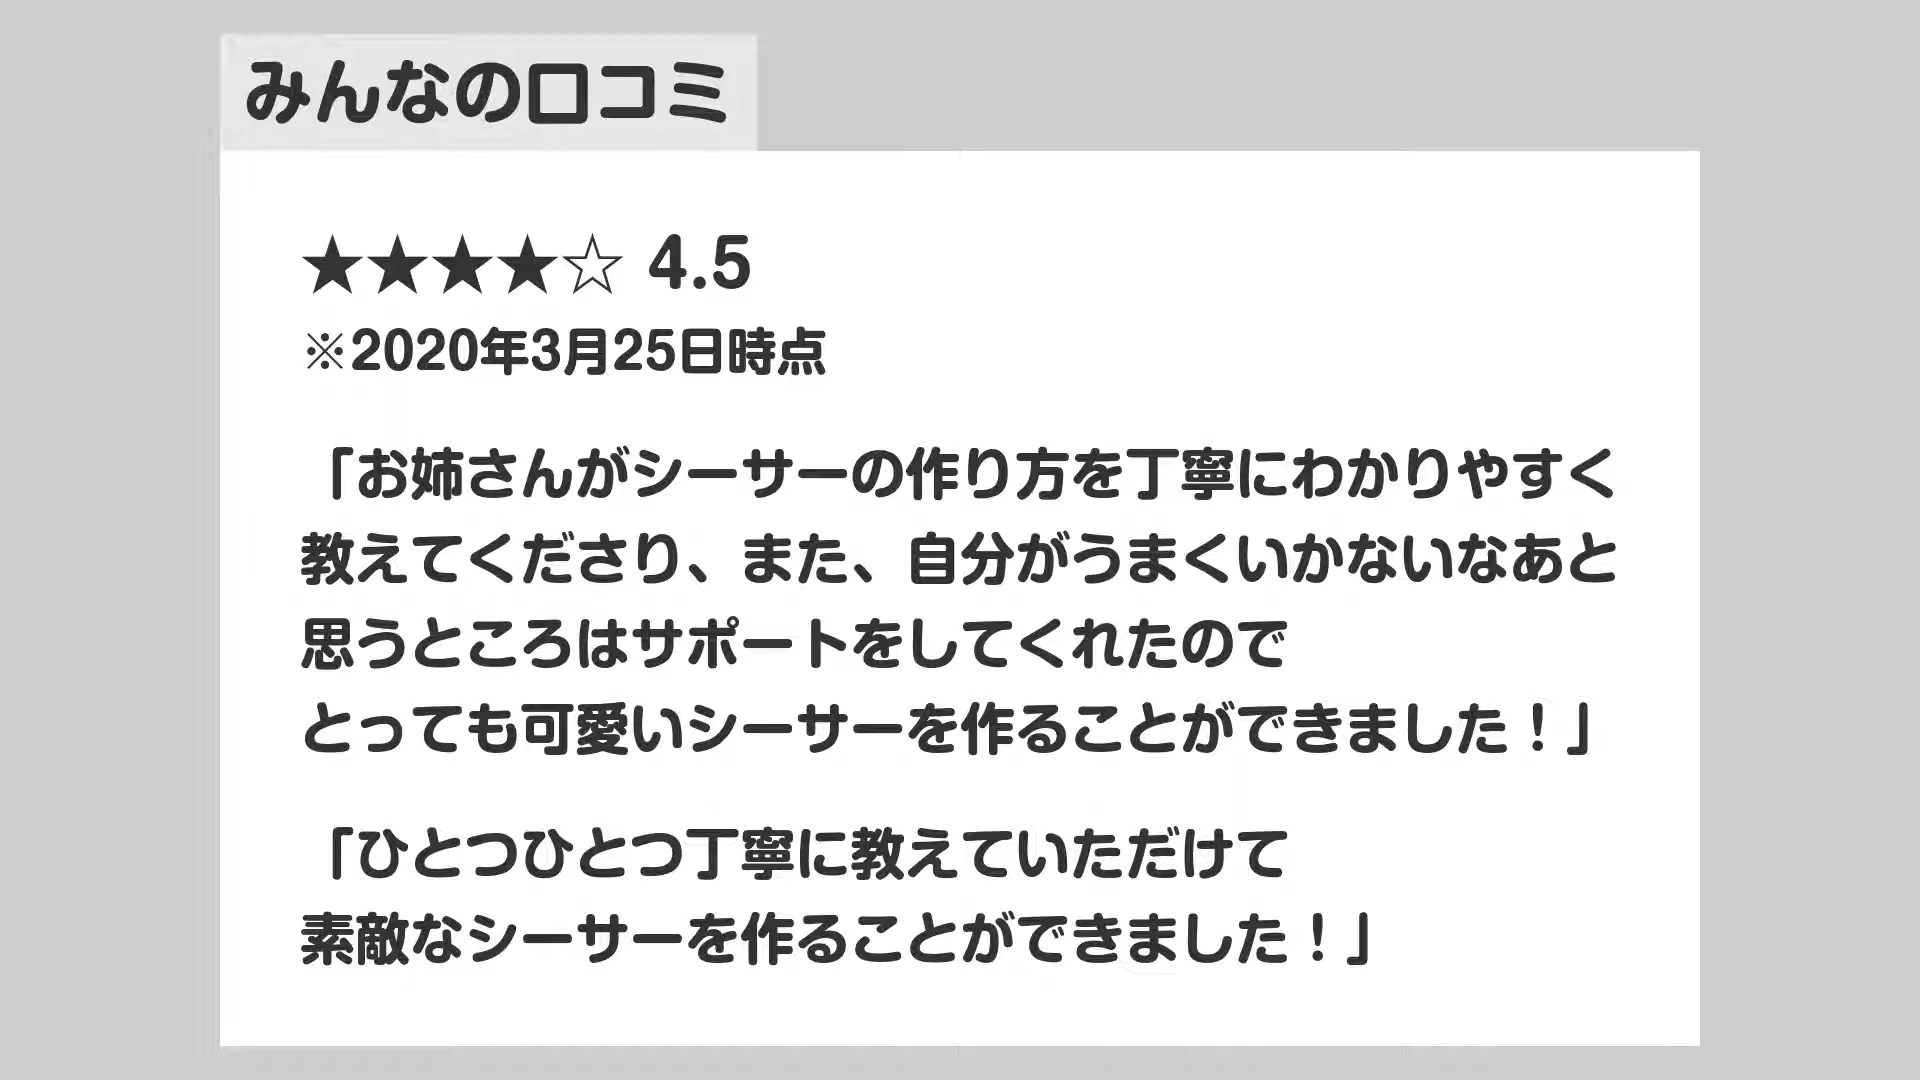 みんなの口コミ
★★★★☆ 4.5
※2020年3月25日時点
「お姉さんがシーサーの作り方を丁寧にわかりやすく
教えてくださり、また、自分がうまくいかないなあと
思うところはサポートをしてくれたので
とっても可愛いシーサーを作ることができました！」
「ひとつひとつ丁寧に教えていただけて
素敵なシーサーを作ることができました！」